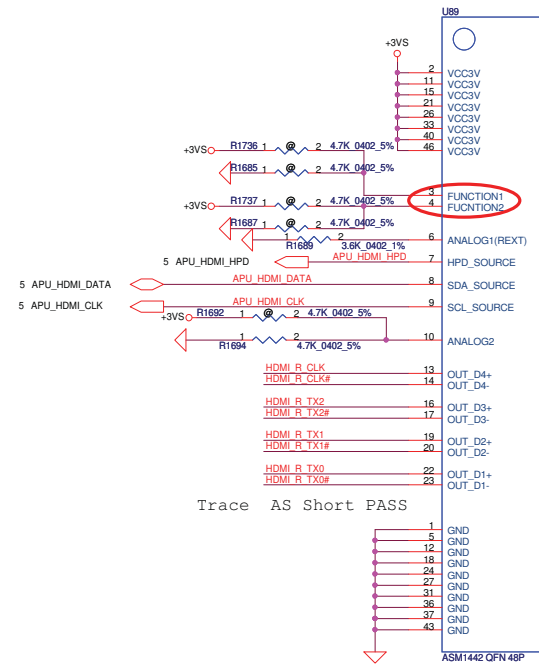 U89
+3VS
2 VCC3V
11 VCC3V
15 VCC3V
21 VCC3V
26 VCC3V
33 VCC3V
40 VCC3V
46 VCC3V
+3VS R1736 1 @ 2 4.7K_0402_5%
R1685 1 @ 2 4.7K_0402_5%
3 FUNCTION1
+3VS R1737 1 @ 2 4.7K_0402_5% 4 FUCNTION2
R1687 1 @ 2 4.7K_0402_5%
1 R1689 2 3.6K_0402_1% 6 ANALOG1(REXT)
5 APU_HDMI_HPD APU_HDMI_HPD 7 HPD_SOURCE
5 APU_HDMI_DATA APU_HDMI_DATA 8 SDA_SOURCE
5 APU_HDMI_CLK APU_HDMI_CLK 9 SCL_SOURCE
+3VS R1692 1 @ 2 4.7K_0402_5%
R1694 1 2 4.7K_0402_5% 10 ANALOG2
HDMI_R_CLK 13 OUT_D4+
HDMI_R_CLK# 14 OUT_D4-
HDMI_R_TX2 16 OUT_D3+
HDMI_R_TX2# 17 OUT_D3-
HDMI_R_TX1 19 OUT_D2+
HDMI_R_TX1# 20 OUT_D2-
HDMI_R_TX0 22 OUT_D1+
HDMI_R_TX0# 23 OUT_D1-
Trace AS Short PASS
1 GND
5 GND
12 GND
18 GND
24 GND
27 GND
31 GND
36 GND
37 GND
43 GND
ASM1442 QFN 48P